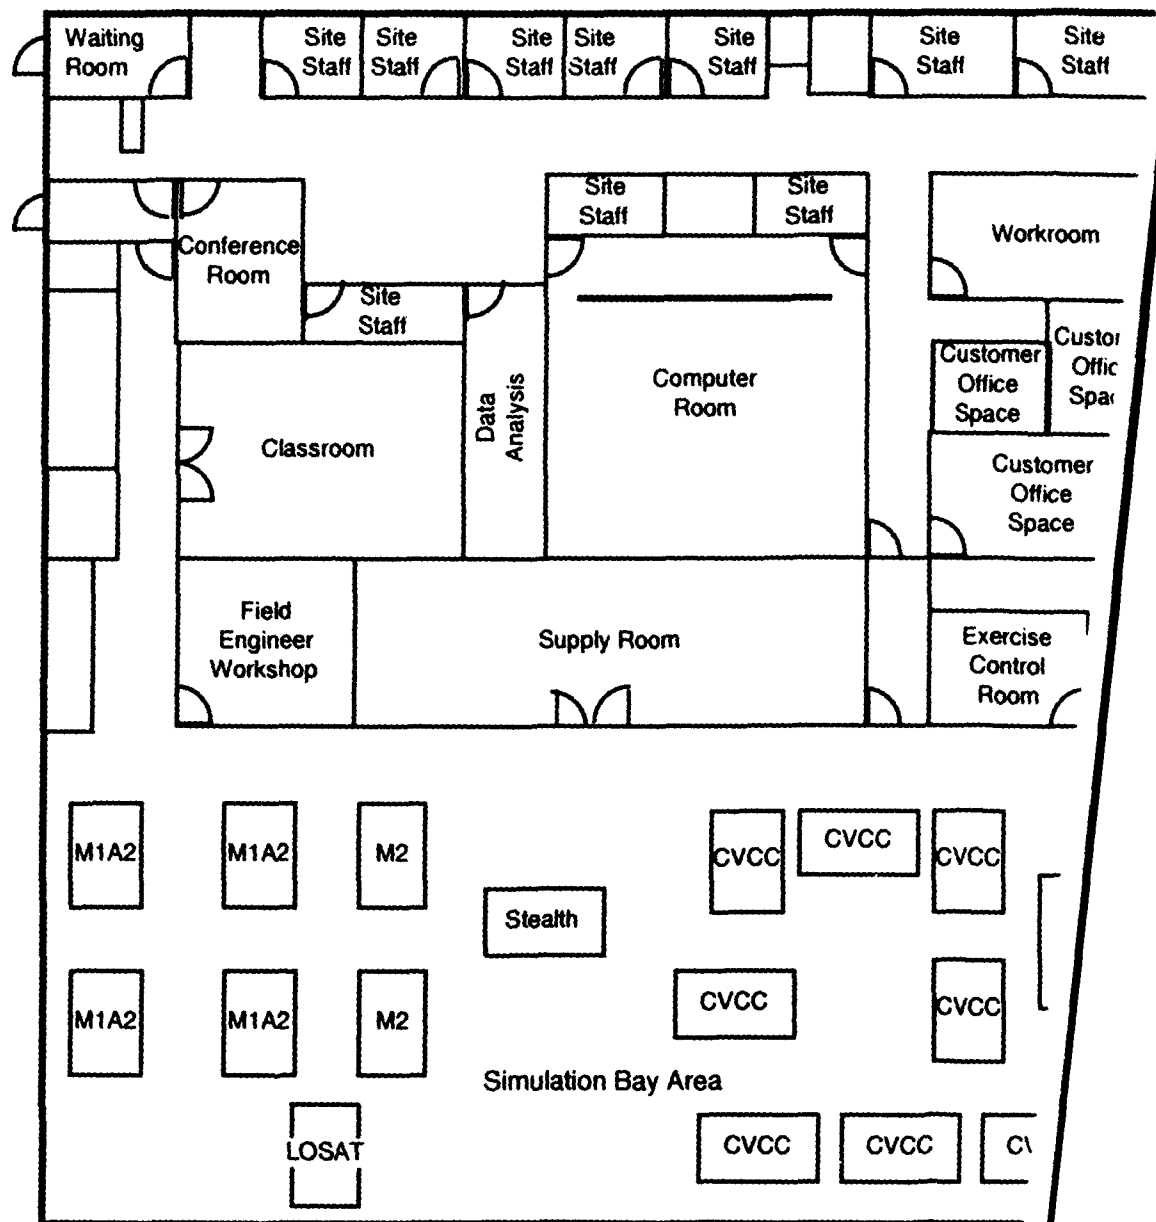 Waiting
Room
Site
Staff
Site
Staff
Site
Staff
Site
Staff
Site
Staff
Site
Staff
Site
Staff
Site
Staff
Site
Staff
Conference
Room
Workroom
Site
Staff
Customer
Office
Space
Computer
Room
Data
Analysis
Classroom
Customer
Office
Space
Field
Engineer
Workshop
Supply Room
Exercise
Control
Room
M1A2
M1A2
M2
CVCC
CVCC
CVCC
Stealth
M1A2
M1A2
M2
CVCC
CVCC
Simulation Bay Area
LOSAT
CVCC
CVCC